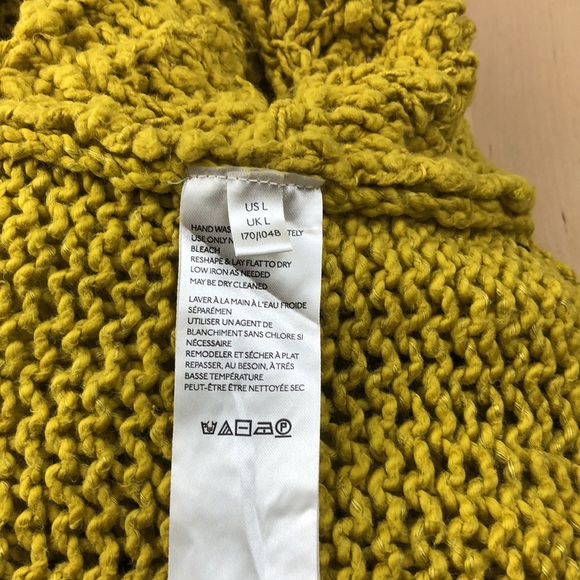 US L
UK L
170/104B
HAND WAS TELY
USE ONLY N
BLEACH
RESHAPE & LAY FLAT TO DRY
LOW IRON AS NEEDED
MAY BE DRY CLEANED
LAVER À LA MAIN À L'EAU FROIDE
SÉPARÉMEN
UTILISER UN AGENT DE
BLANCHIMENT SANS CHLORE SI
NÉCESSAIRE
REMODELER ET SÉCHER À PLAT
REPASSER, AU BESOIN, À TRÉS
BASSE TEMPÉRATURE
PEUT-ÊTRE ÊTRE NETTOYÉE SEC
P